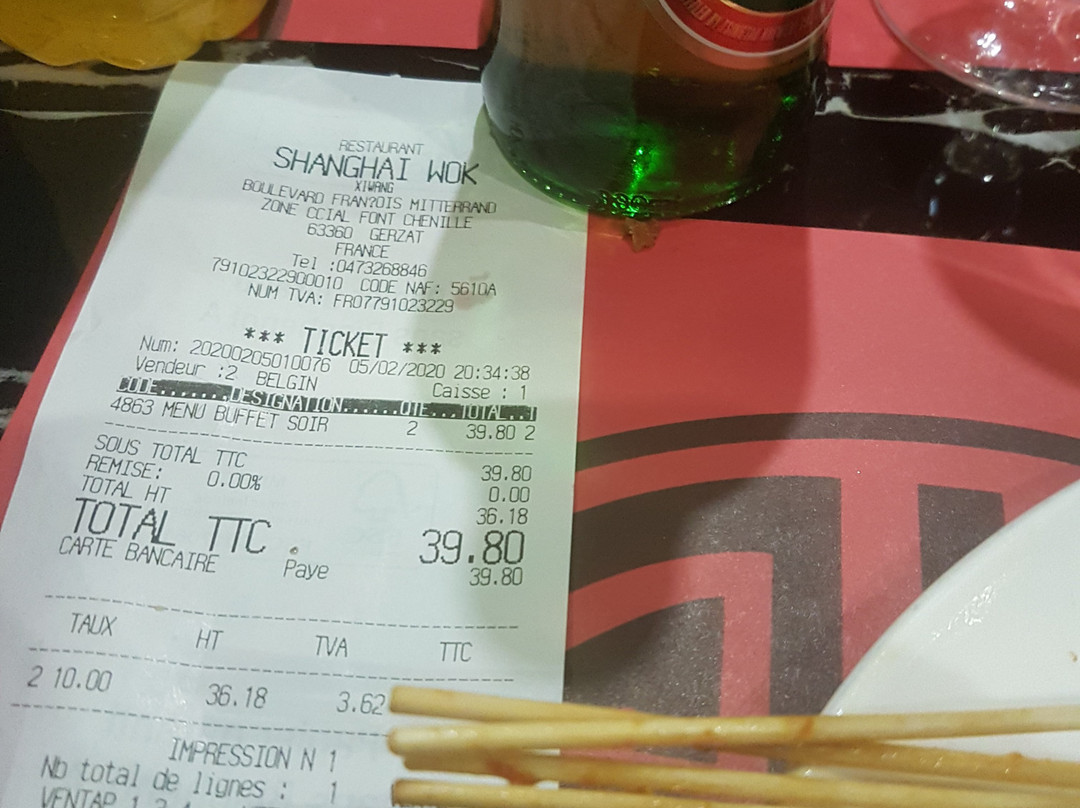 RESTAURANT
SHANGHAI WOK
XIWANG
BOULEVARD FRAN?OIS MITTERRAND
ZONE CCIAL FONT CHENILLE
63360 GERZAT
FRANCE
Tel :0473268846
79102322900010 CODE NAF: 5610A
NUM TVA: FR07791023229
*** TICKET ***
Num: 20200205010076 05/02/2020 20:34:38
Vendeur :2 BELGIN Caisse : 1
CODE........DESIGNATION......QTE...TOTAL..T
4863 MENU BUFFET SOIR 2 39.80 2
SOUS TOTAL TTC 39.80
REMISE: 0.00% 0.00
TOTAL HT 36.18
TOTAL TTC 39.80
CARTE BANCAIRE Paye 39.80
TAUX HT TVA TTC
2 10.00 36.18 3.62
IMPRESSION N 1
Nb total de lignes : 1